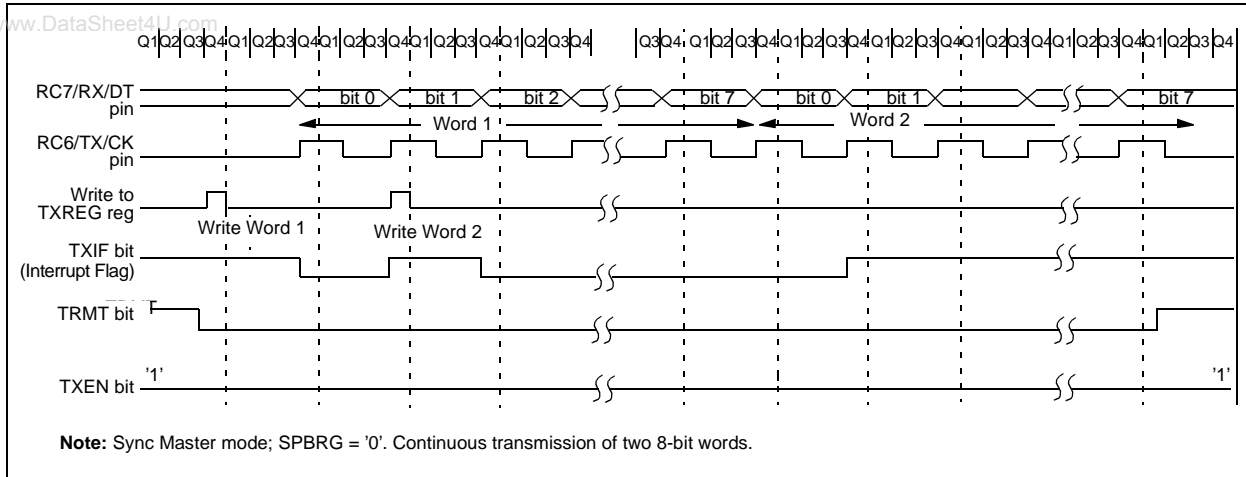 www.DataSheet4U.com
Q1 Q2 Q3 Q4 Q1 Q2 Q3 Q4 Q1 Q2 Q3 Q4 Q1 Q2 Q3 Q4 Q1 Q2 Q3 Q4 Q3 Q4 Q1 Q2 Q3 Q4 Q1 Q2 Q3 Q4 Q1 Q2 Q3 Q4 Q1 Q2 Q3 Q4 Q1 Q2 Q3 Q4 Q1 Q2 Q3 Q4
RC7/RX/DT
pin
bit 0 bit 1 bit 2 bit 7 bit 0 bit 1 bit 7
Word 1 Word 2
RC6/TX/CK
pin
Write to
TXREG reg
Write Word 1 Write Word 2
TXIF bit
(Interrupt Flag)
TRMT bit
TXEN bit '1' '1'
Note: Sync Master mode; SPBRG = '0'. Continuous transmission of two 8-bit words.